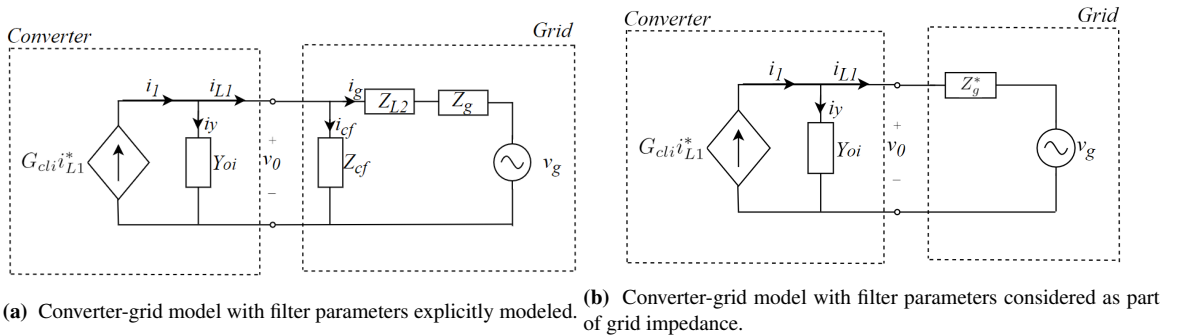 Converter
Grid
i1
iL1
ig
ZL2
Zg
iy
icf
Gclii*L1
Yoi
+
v0
−
Zcf
vg
(a) Converter-grid model with filter parameters explicitly modeled.
Converter
Grid
i1
iL1
Z*g
iy
+
Gclii*L1
Yoi
v0
vg
−
(b) Converter-grid model with filter parameters considered as part
of grid impedance.